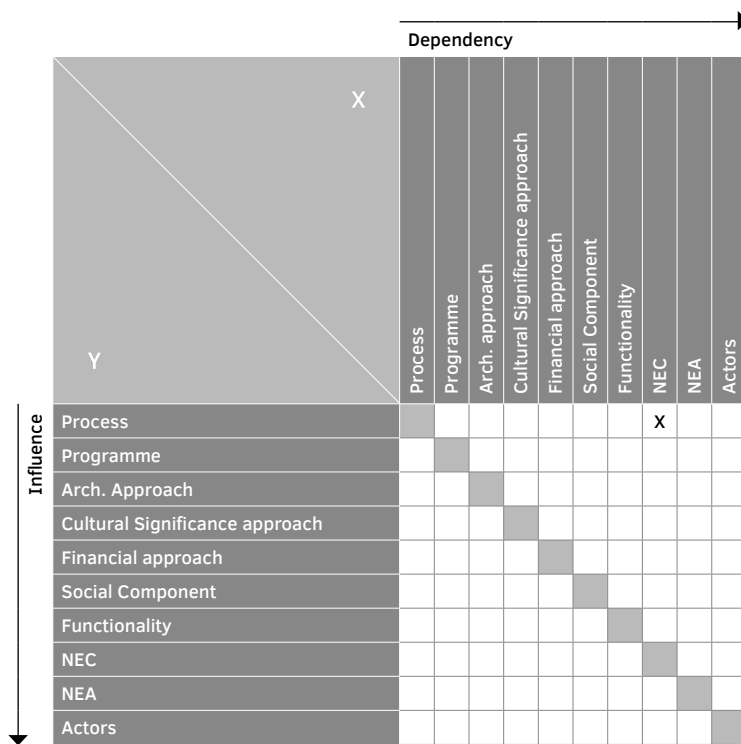 Dependency
X
Y
Process
Programme
Arch. approach
Cultural Significance approach
Financial approach
Social Component
Functionality
NEC
NEA
Actors
Influence
Process X
Programme
Arch. Approach
Cultural Significance approach
Financial approach
Social Component
Functionality
NEC
NEA
Actors